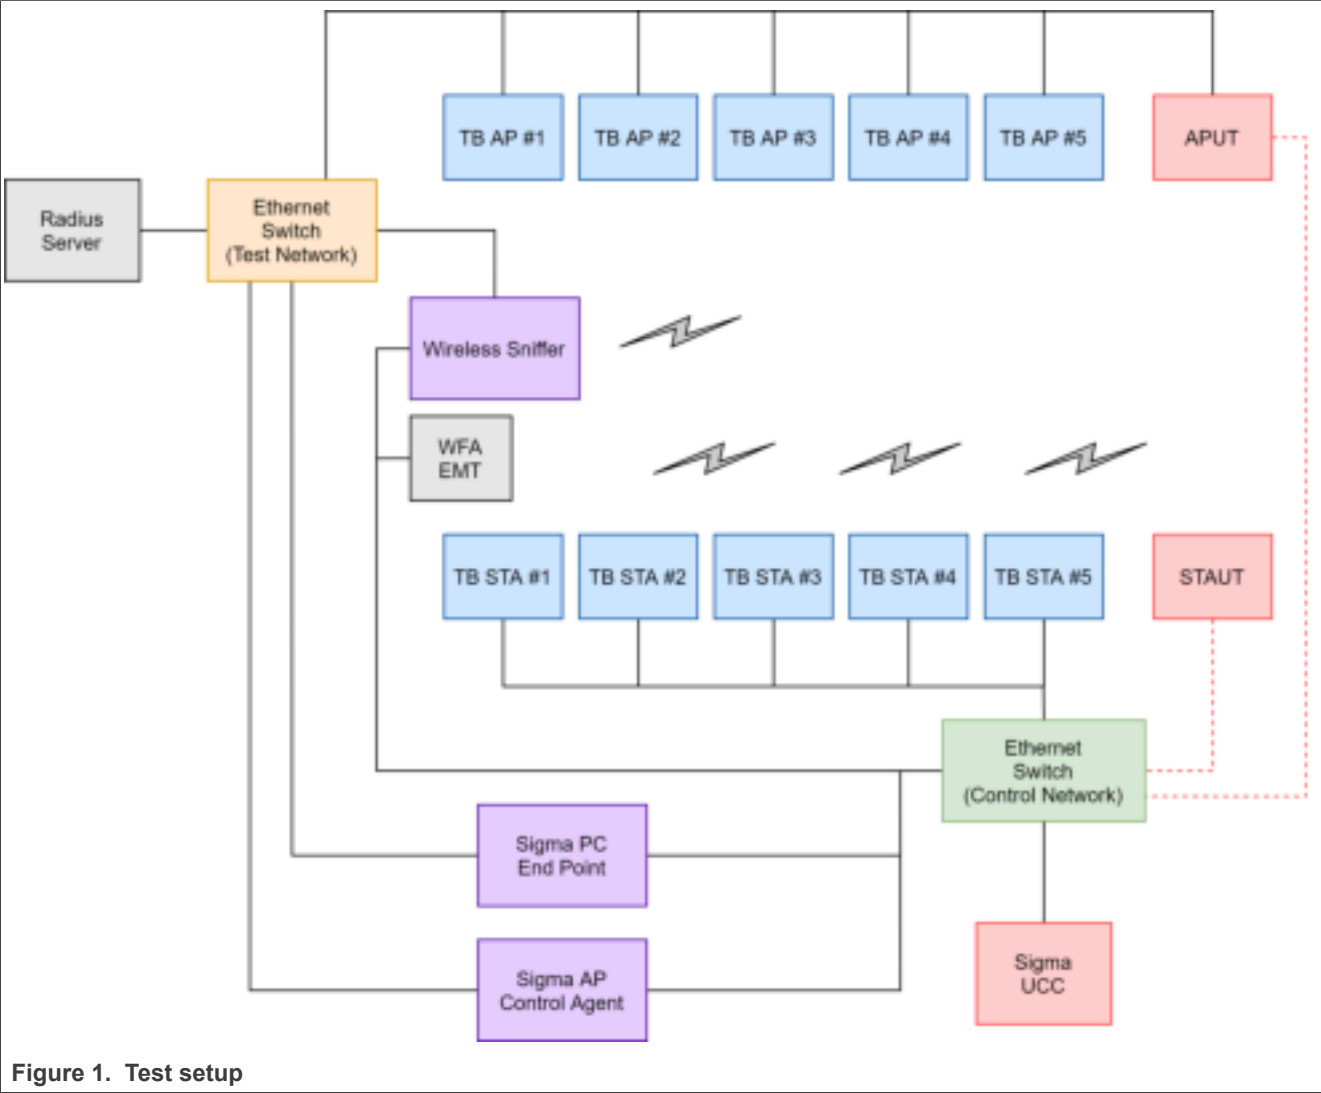 TB AP #1
TB AP #2
TB AP #3
TB AP #4
TB AP #5
APUT
Radius
Server
Ethernet
Switch
(Test Network)
Wireless Sniffer
WFA
EMT
TB STA #1
TB STA #2
TB STA #3
TB STA #4
TB STA #5
STAUT
Ethernet
Switch
(Control Network)
Sigma PC
End Point
Sigma AP
Control Agent
Sigma
UCC
Figure 1. Test setup